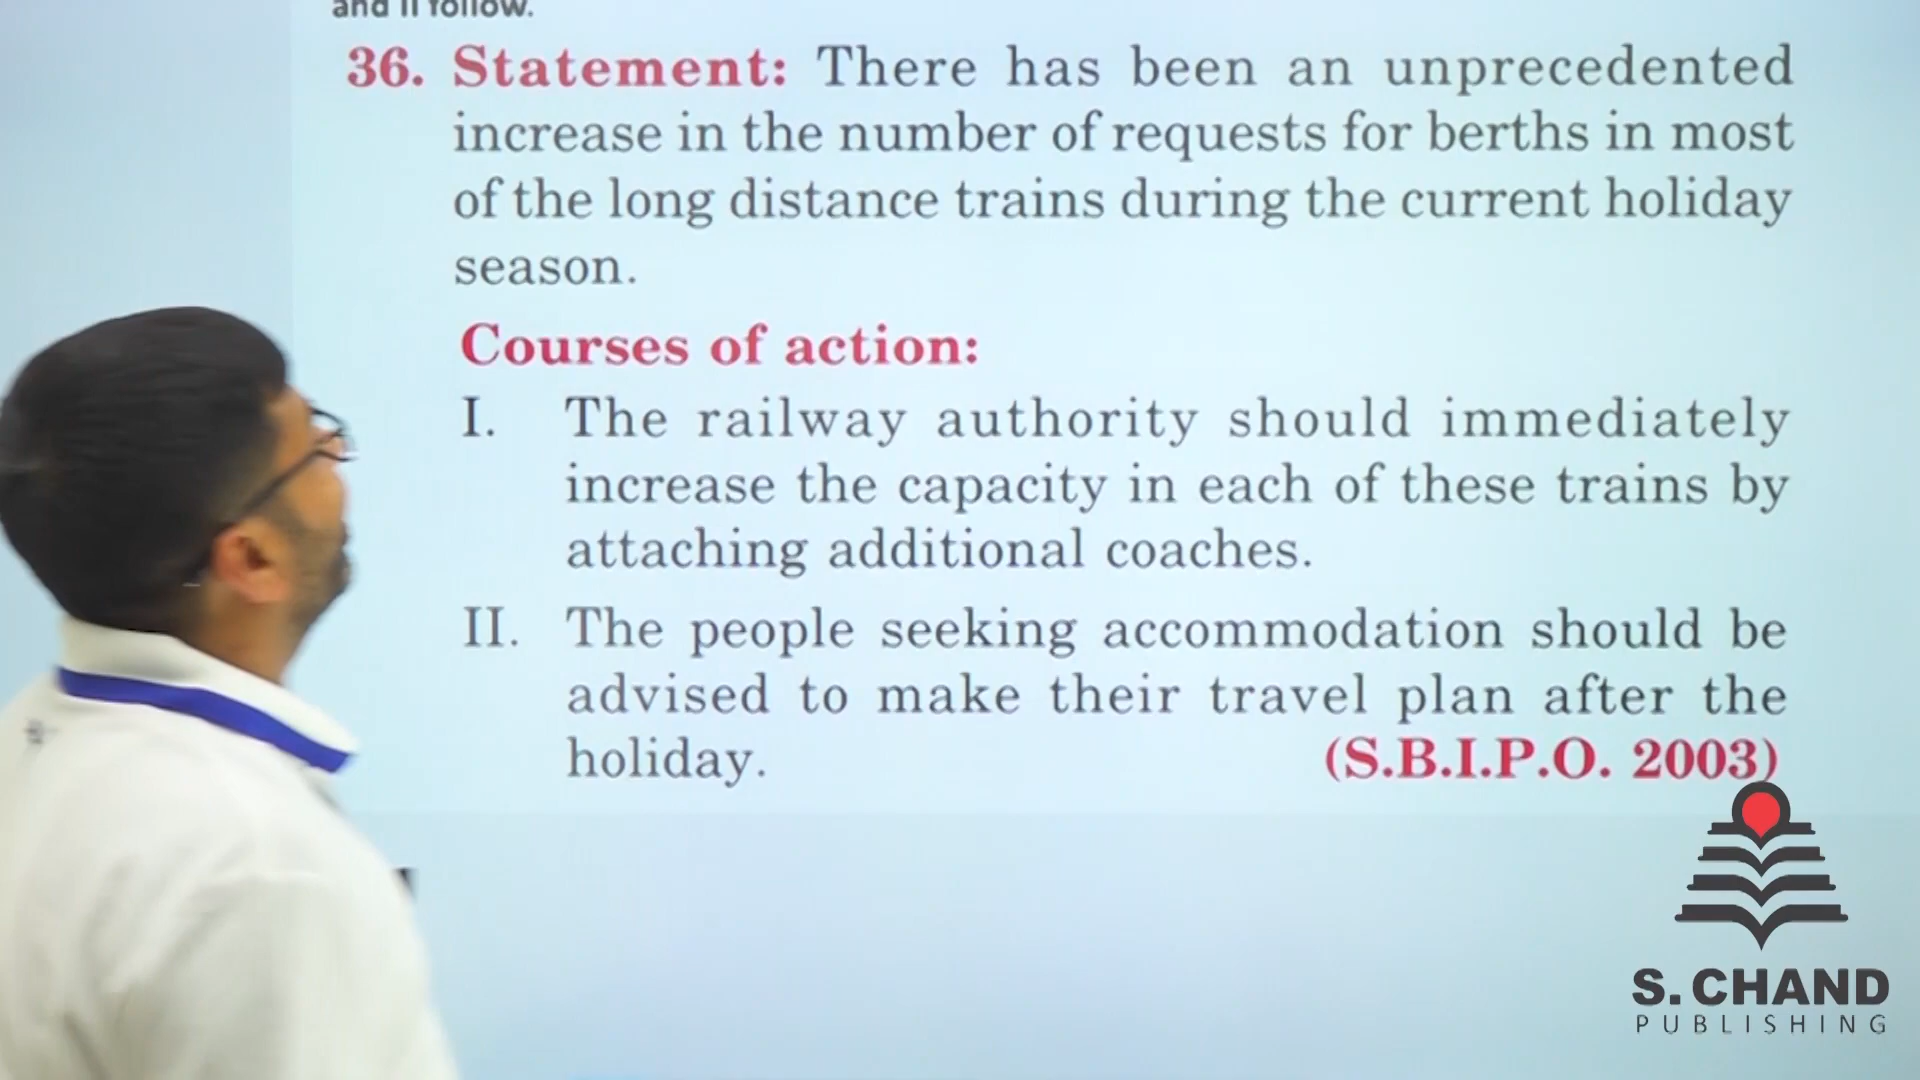 and II follow.
36. Statement: There has been an unprecedented
increase in the number of requests for berths in most
of the long distance trains during the current holiday
season.
Courses of action:
I. The railway authority should immediately
increase the capacity in each of these trains by
attaching additional coaches.
II. The people seeking accommodation should be
advised to make their travel plan after the
holiday. (S.B.I.P.O. 2003)
S. CHAND
PUBLISHING